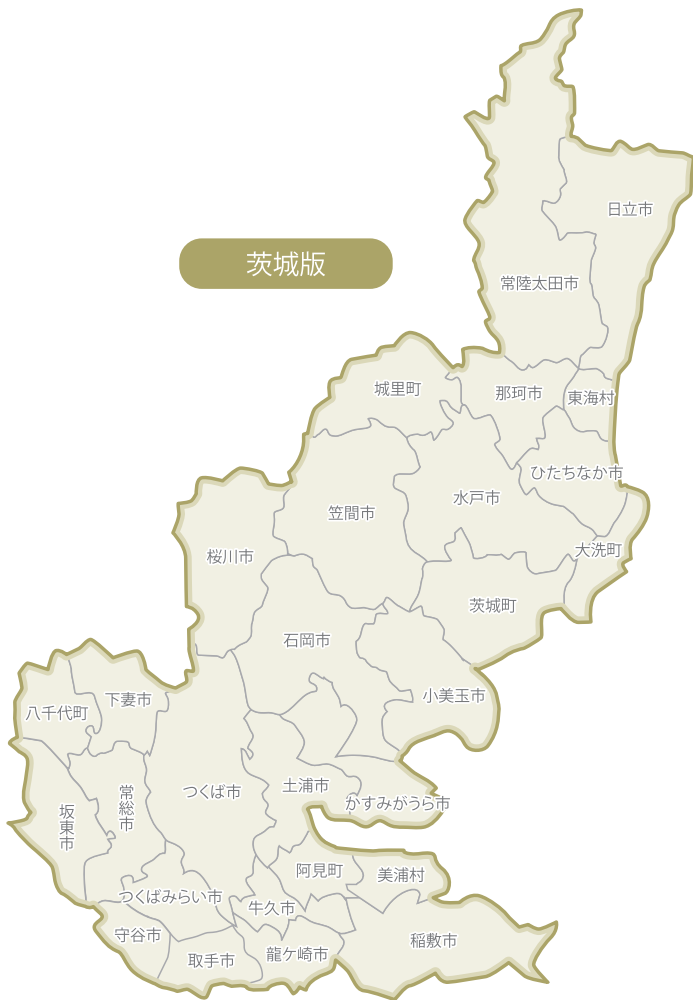 日立市
茨城版
常陸太田市
城里町
那珂市
東海村
ひたちなか市
水戸市
笠間市
大洗町
桜川市
茨城町
石岡市
小美玉市
下妻市
八千代町
土浦市
つくば市
かすみがうら市
常総市
坂東市
阿見町
美浦村
つくばみらい市
牛久市
守谷市
稲敷市
龍ケ崎市
取手市